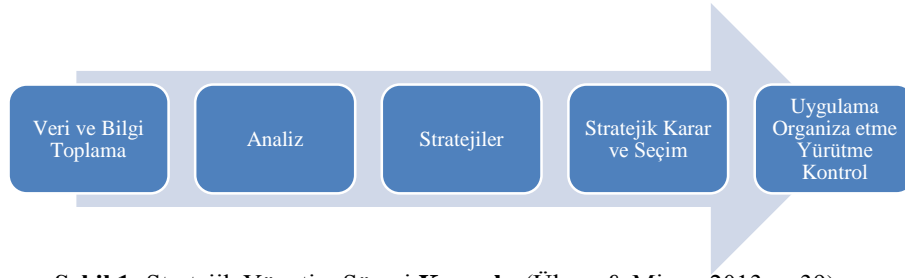 Veri ve Bilgi
Toplama
Analiz
Stratejiler
Stratejik Karar
ve Seçim
Uygulama
Organiza etme
Yürütme
Kontrol